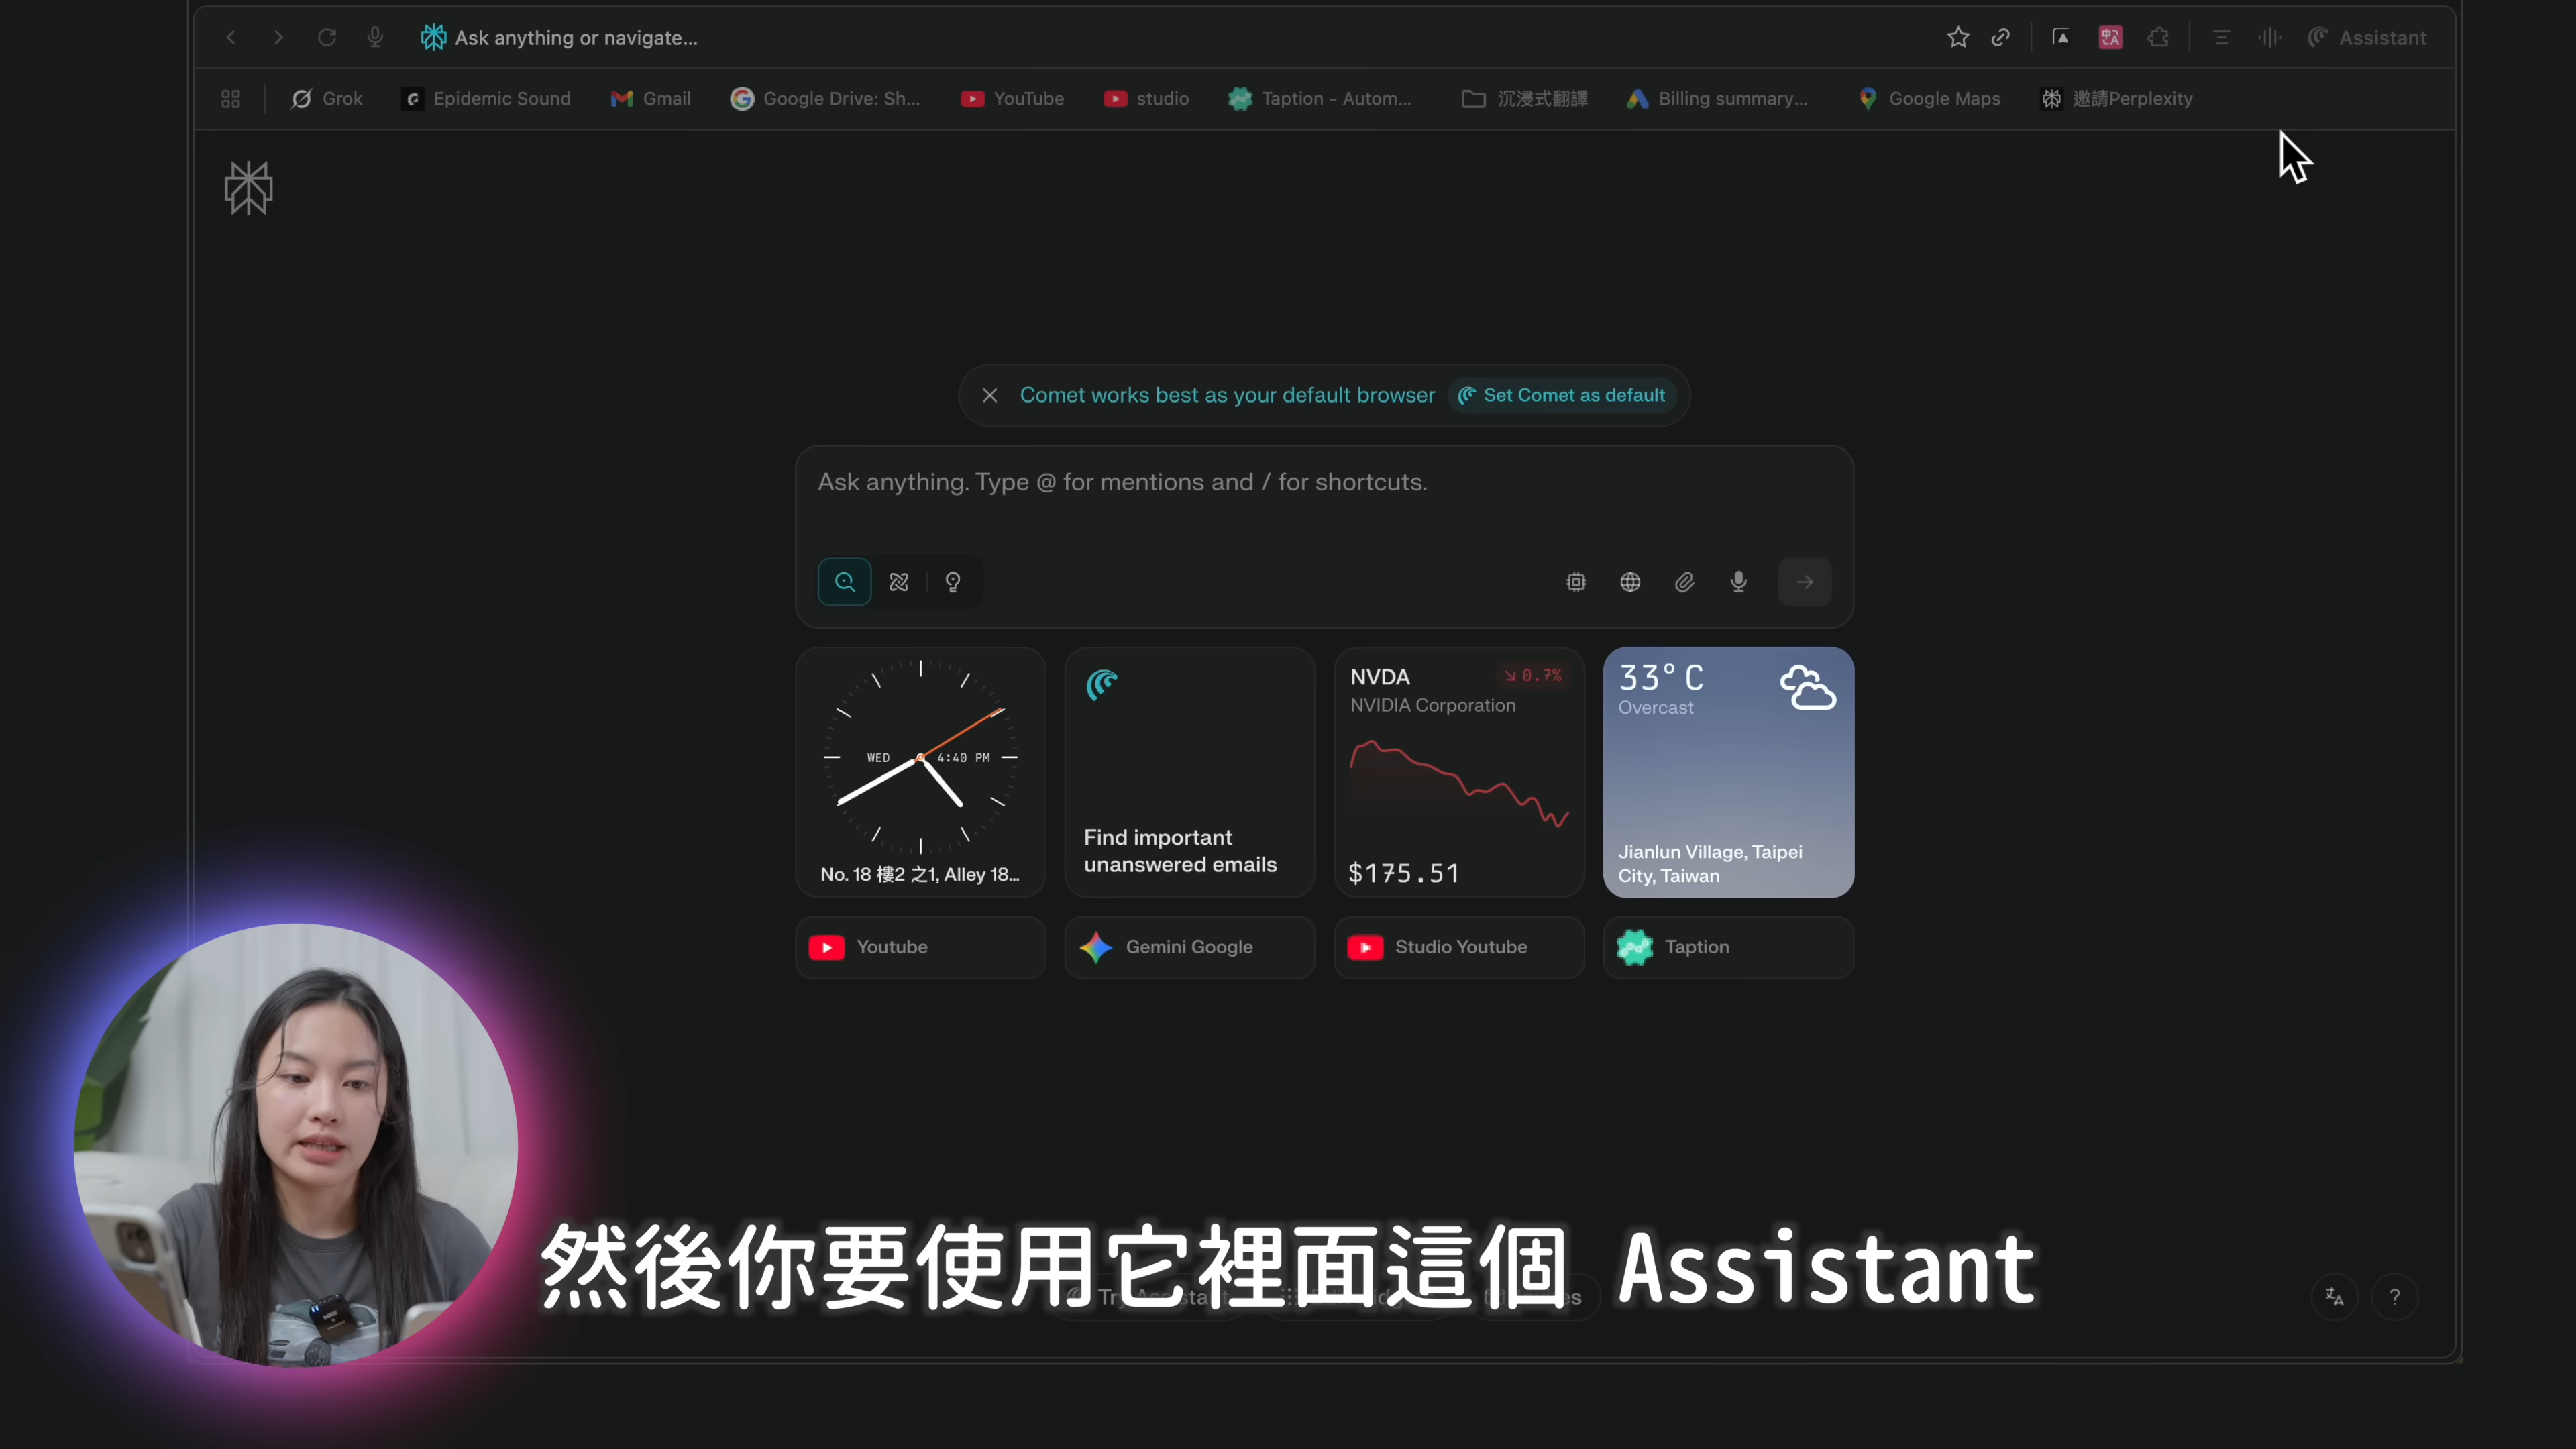 Ask anything or navigate...
Assistant
Grok
Epidemic Sound
Gmail
Google Drive: Sh...
YouTube
studio
Taption - Autom...
沉浸式翻譯
Billing summary...
Google Maps
邀請Perplexity
Comet works best as your default browser
Set Comet as default
Ask anything. Type @ for mentions and / for shortcuts.
WED 4:40 PM
No. 18 樓2 之1, Alley 18...
Find important
unanswered emails
NVDA
0.7%
NVIDIA Corporation
$175.51
33°C
Overcast
Jianlun Village, Taipei
City, Taiwan
Youtube
Gemini Google
Studio Youtube
Taption
然後你要使用它裡面這個 Assistant